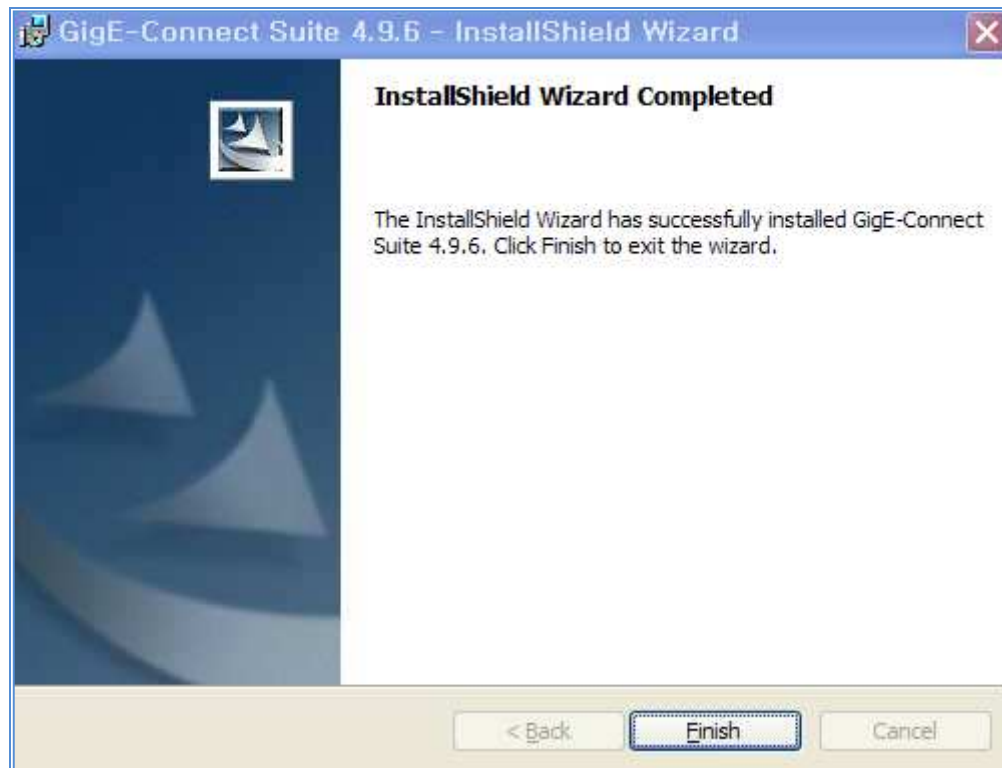 GigE-Connect Suite 4.9.6 - InstallShield Wizard
InstallShield Wizard Completed
The InstallShield Wizard has successfully installed GigE-Connect
Suite 4.9.6. Click Finish to exit the wizard.
< Back Finish Cancel